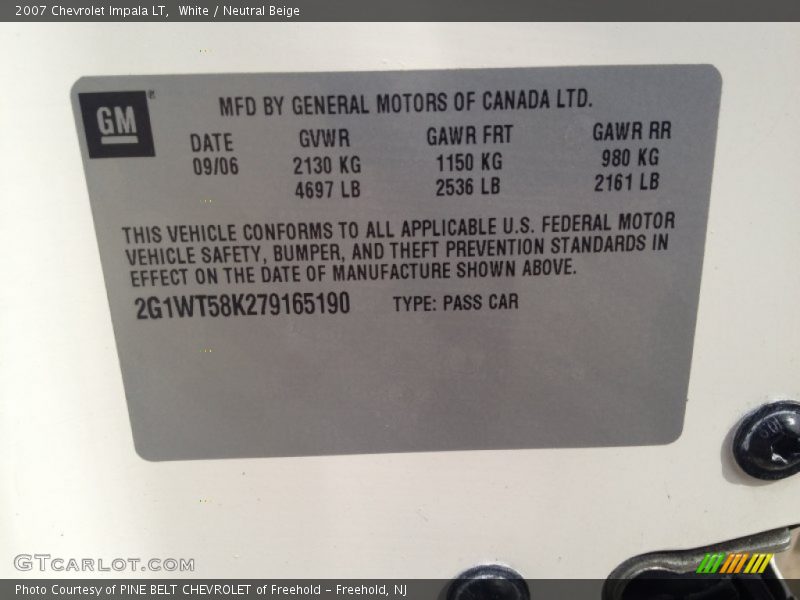 2007 Chevrolet Impala LT, White / Neutral Beige
GM
MFD BY GENERAL MOTORS OF CANADA LTD.
DATE GVWR GAWR FRT GAWR RR
09/06 2130 KG 1150 KG 980 KG
4697 LB 2536 LB 2161 LB
THIS VEHICLE CONFORMS TO ALL APPLICABLE U.S. FEDERAL MOTOR
VEHICLE SAFETY, BUMPER, AND THEFT PREVENTION STANDARDS IN
EFFECT ON THE DATE OF MANUFACTURE SHOWN ABOVE.
2G1WT58K279165190 TYPE: PASS CAR
GTCARLOT.COM
Photo Courtesy of PINE BELT CHEVROLET of Freehold - Freehold, NJ